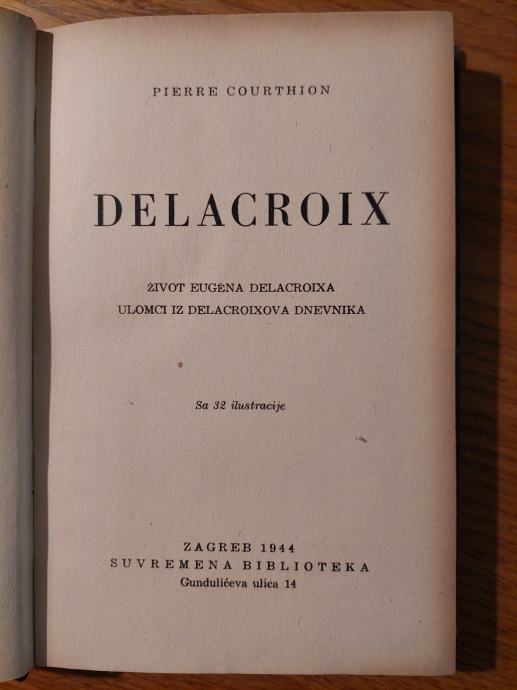 PIERRE COURTHION
DELACROIX
ŽIVOT EUGÈNA DELACROIXA
ULOMCI IZ DELACROIXOVA DNEVNIKA
Sa 32 ilustracije
ZAGREB 1944
SUVREMENA BIBLIOTEKA
Gundulićeva ulica 14